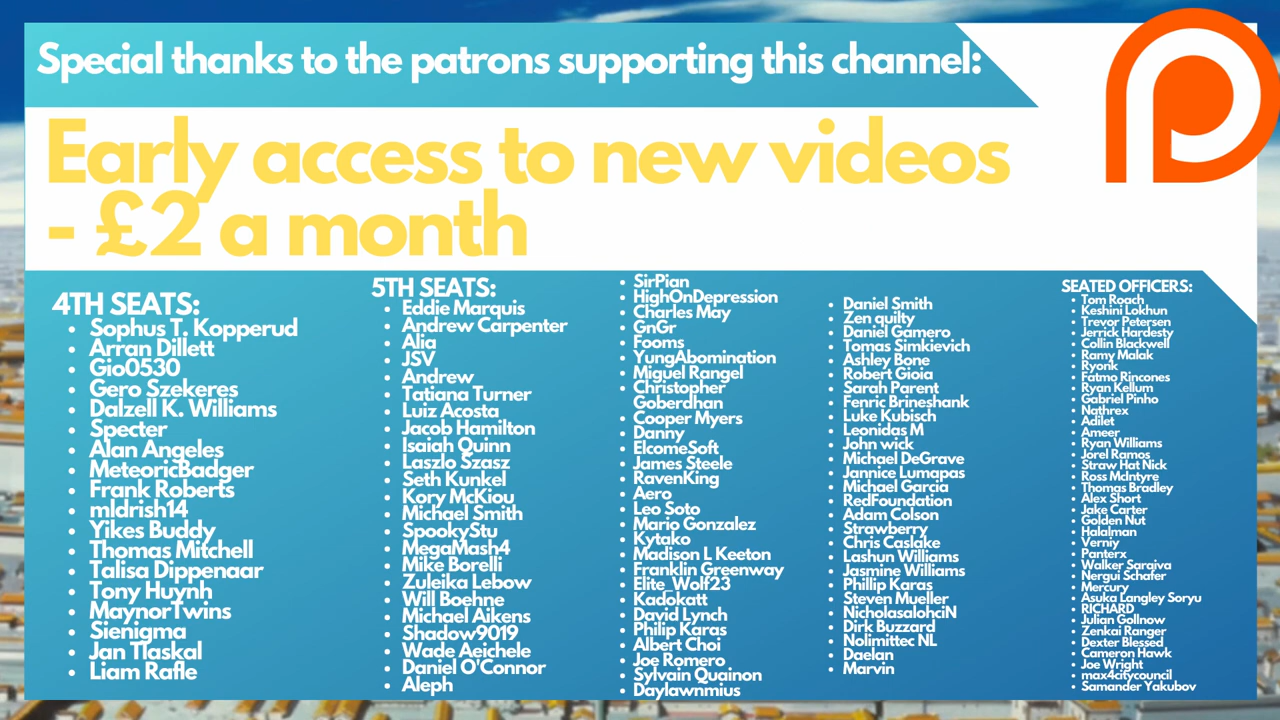 Special thanks to the patrons supporting this channel:
Early access to new videos
- £2 a month
4TH SEATS:
Sophus T. Kopperud
Arran Dillett
Gio0530
Gero Szekeres
Dalzell K. Williams
Specter
Alan Angeles
MeteoricBadger
Frank Roberts
mldrish14
Yikes Buddy
Thomas Mitchell
Talisa Dippenaar
Tony Huynh
MaynorTwins
Sienigma
Jan Tlaskal
Liam Rafle
5TH SEATS:
Eddie Marquis
Andrew Carpenter
Alia
JSV
Andrew
Tatiana Turner
Luiz Acosta
Jacob Hamilton
Isaiah Quinn
Laszlo Szasz
Seth Kunkel
Kory McKiou
Michael Smith
SpookyStu
MegaMash4
Mike Borelli
Zuleika Lebow
Will Boehne
Michael Aikens
Shadow9019
Wade Aeichele
Daniel O'Connor
Aleph
SirPian
HighOnDepression
Charles May
GnGr
Fooms
YungAbomination
Miguel Rangel
Christopher
Goberdhan
Cooper Myers
Danny
ElcomeSoft
James Steele
RavenKing
Aero
Leo Soto
Mario Gonzalez
Kytako
Madison L Keeton
Franklin Greenway
Elite_Wolf23
Kadokatt
David Lynch
Philip Karas
Albert Choi
Joe Romero
Sylvain Quainon
Daylawnmius
Daniel Smith
Zen quilty
Daniel Gamero
Tomas Simkievich
Ashley Bone
Robert Gioia
Sarah Parent
Fenric Brineshank
Luke Kubisch
Leonidas M
John wick
Michael DeGrave
Jannice Lumapas
Michael Garcia
RedFoundation
Adam Colson
Strawberry
Chris Caslake
Lashun Williams
Jasmine Williams
Phillip Karas
Steven Mueller
NicholasalohciN
Dirk Buzzard
Nolimittec NL
Daelan
Marvin
SEATED OFFICERS:
Tom Roach
Keshini Lokhun
Trevor Petersen
Jerrick Hardesty
Collin Blackwell
Ramy Malak
Ryonk
Fatmo Rincones
Ryan Kellum
Gabriel Pinho
Nathrex
Adilet
Ameer
Ryan Williams
Jorel Ramos
Straw Hat Nick
Ross McIntyre
Thomas Bradley
Alex Short
Jake Carter
Golden Nut
Halalman
Verniy
Panterx
Walker Saraiva
Nergui Schafer
Mercury
Asuka Langley Soryu
RICHARD
Julian Gollnow
Zenkai Ranger
Dexter Blessed
Cameron Hawk
Joe Wright
max4citycouncil
Samander Yakubov